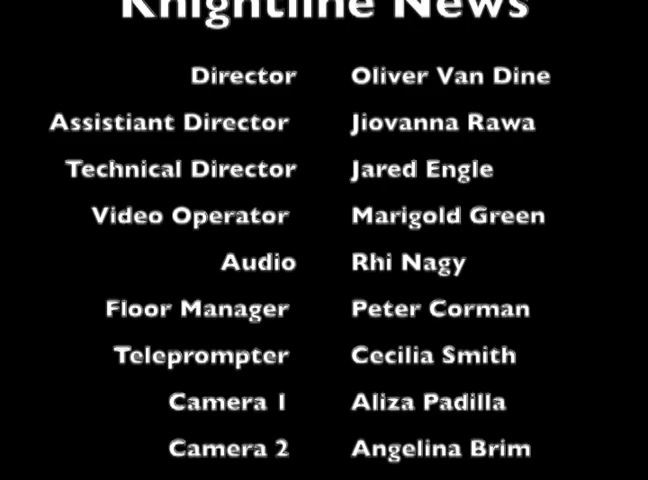 Knightline News
Director Oliver Van Dine
Assistiant Director Jiovanna Rawa
Technical Director Jared Engle
Video Operator Marigold Green
Audio Rhi Nagy
Floor Manager Peter Corman
Teleprompter Cecilia Smith
Camera 1 Aliza Padilla
Camera 2 Angelina Brim